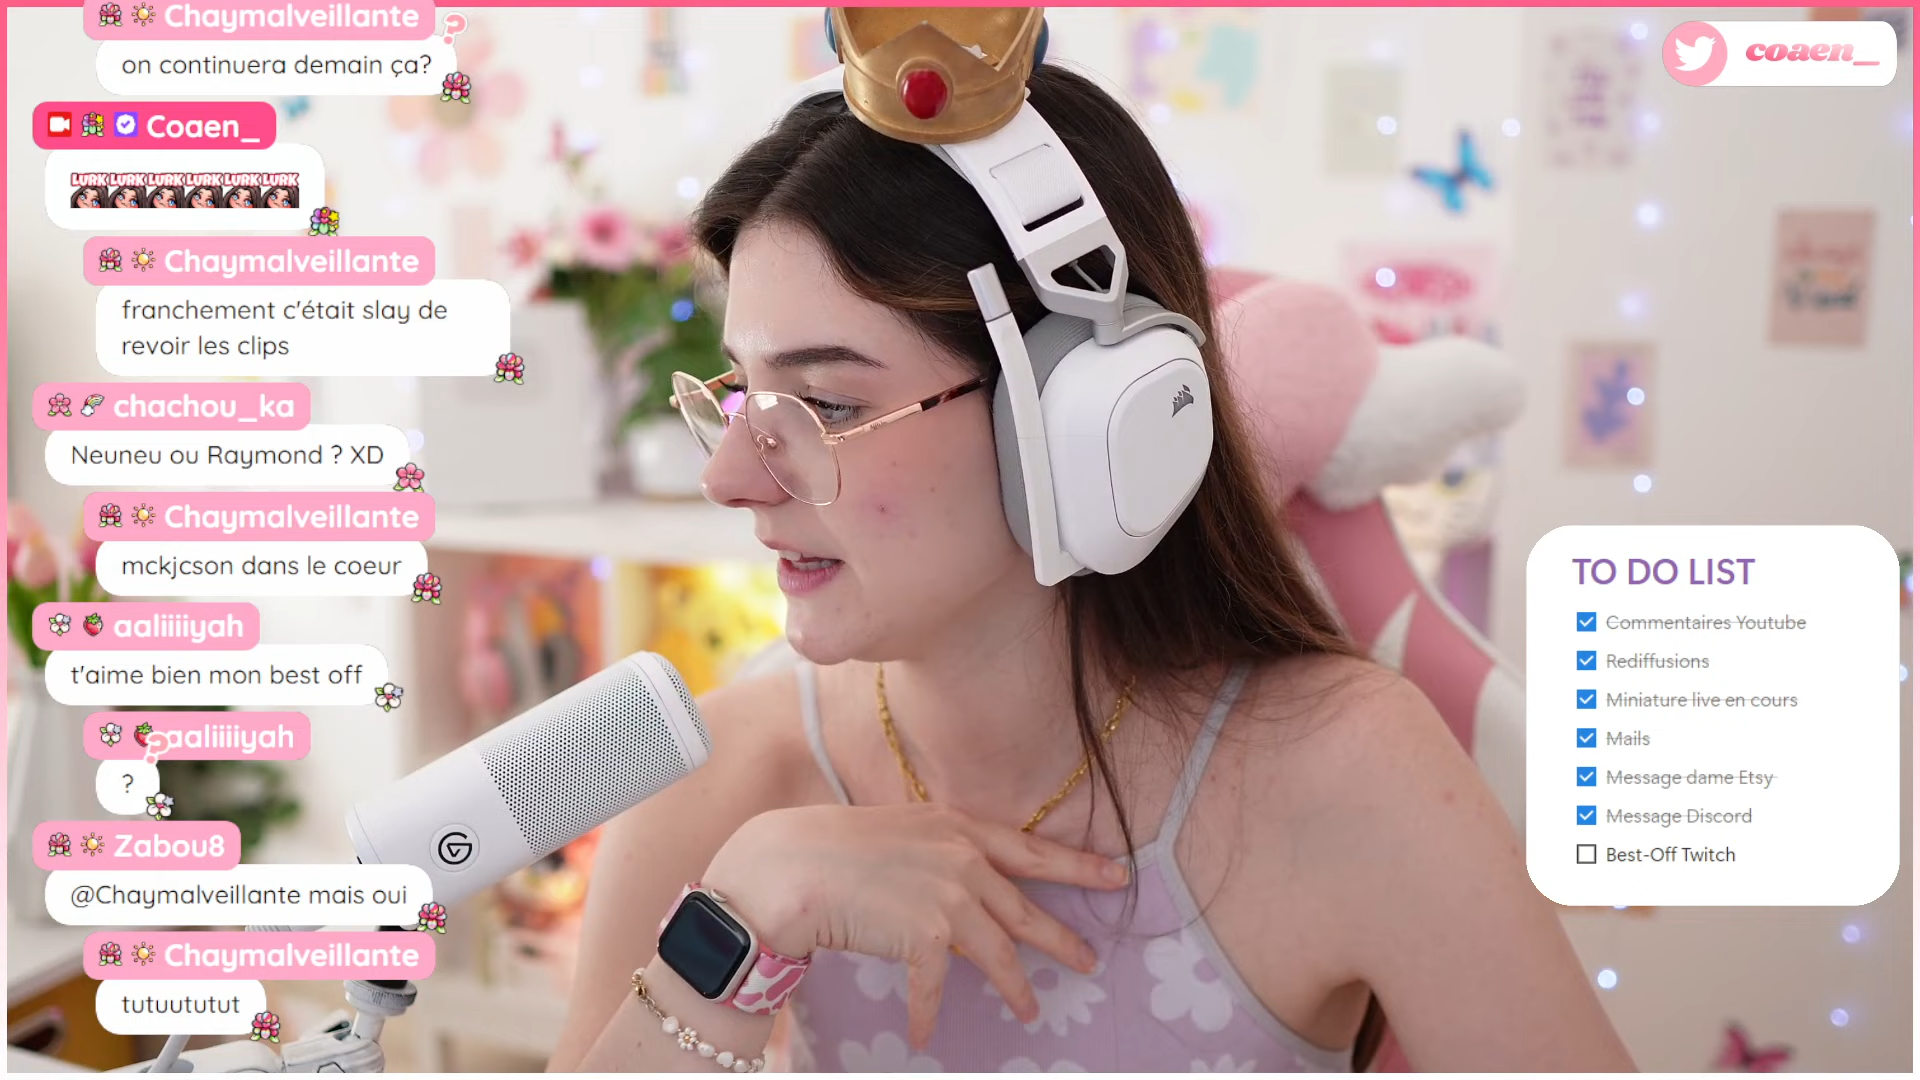 Chaymalveillante
on continuera demain ça?
Coaen_
LURK LURK LURK LURK LURK LURK
Chaymalveillante
franchement c'était slay de
revoir les clips
chachou_ka
Neuneu ou Raymond ? XD
Chaymalveillante
mckjcson dans le coeur
aaliiiiyah
t'aime bien mon best off
aaliiiiyah
?
Zabou8
@Chaymalveillante mais oui
Chaymalveillante
tutuututut
coaen_
TO DO LIST
Commentaires Youtube
Rediffusions
Miniature live en cours
Mails
Message dame Etsy
Message Discord
Best-Off Twitch